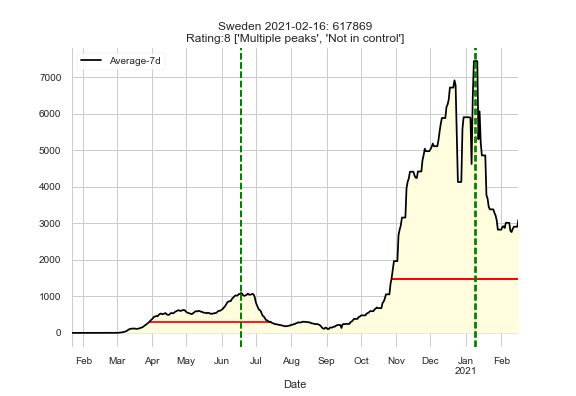 Sweden 2021-02-16: 617869
Rating:8 ['Multiple peaks', 'Not in control']
Average-7d
7000
6000
5000
4000
3000
2000
1000
0
Feb Mar Apr May Jun Jul Aug Sep Oct Nov Dec Jan Feb
2021
Date